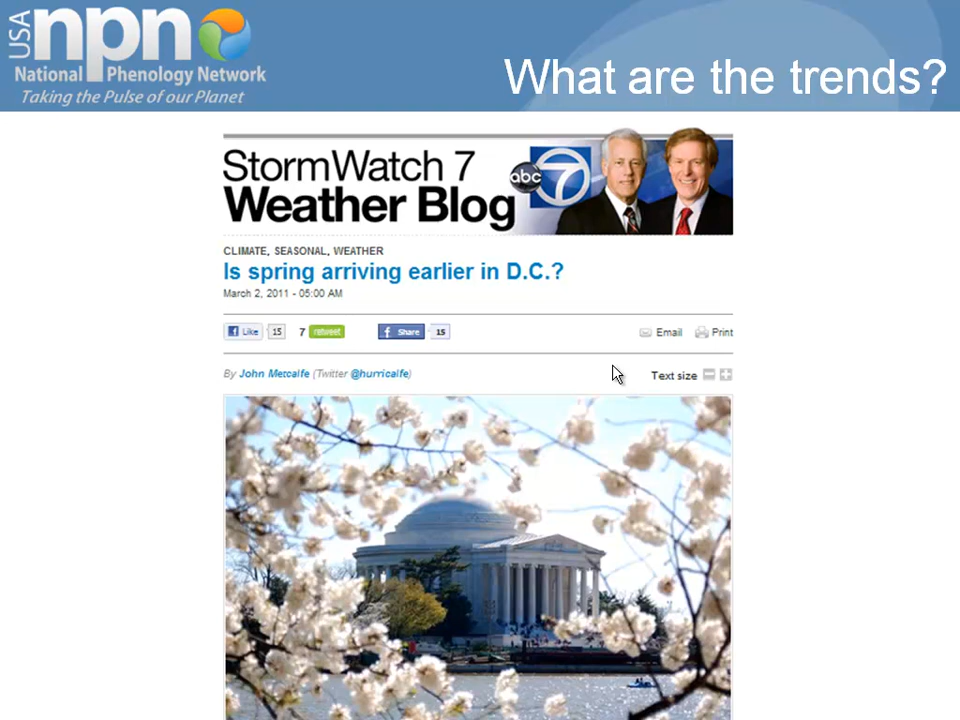 USA npn
National Phenology Network
Taking the Pulse of our Planet
What are the trends?
StormWatch 7
Weather Blog
abc 7
CLIMATE, SEASONAL, WEATHER
Is spring arriving earlier in D.C.?
March 2, 2011 - 05:00 AM
Like 15 7 retweet Share 15 Email Print
By John Metcalfe (Twitter @hurricalfe) Text size